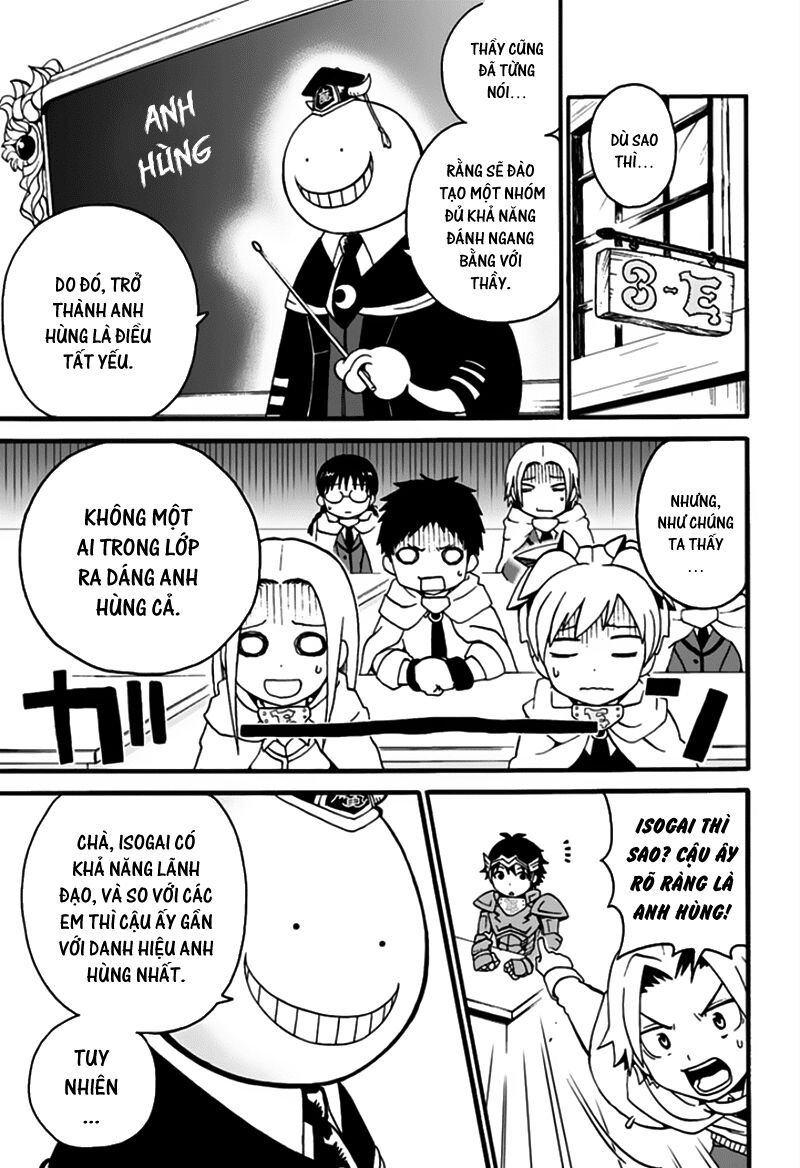 DÙ SAO
THÌ...
3-E
THẦY CŨNG
ĐÃ TỪNG
NÓI...
RẰNG SẼ ĐÀO
TẠO MỘT NHÓM
ĐỦ KHẢ NĂNG
ĐÁNH NGANG
BẰNG VỚI
THẦY.
ANH
HÙNG
DO ĐÓ, TRỞ
THÀNH ANH
HÙNG LÀ ĐIỀU
TẤT YẾU.
NHƯNG,
NHƯ CHÚNG
TA THẤY
...
KHÔNG MỘT
AI TRONG LỚP
RA DÁNG ANH
HÙNG CẢ.
ガーン
ISOGAI THÌ
SAO? CẬU ẤY
RÕ RÀNG LÀ
ANH HÙNG!
CHÀ, ISOGAI CÓ
KHẢ NĂNG LÃNH
ĐẠO, VÀ SO VỚI CÁC
EM THÌ CẬU ẤY GẦN
VỚI DANH HIỆU ANH
HÙNG NHẤT.
TUY
NHIÊN
...